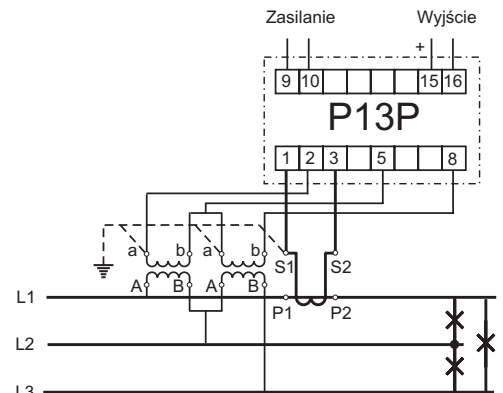 Zasilanie Wyjście
+
9 10 15 16
P13P
1 2 3 5 8
a b a b S1 S2
A B A B
L1 P1 P2
L2
L3